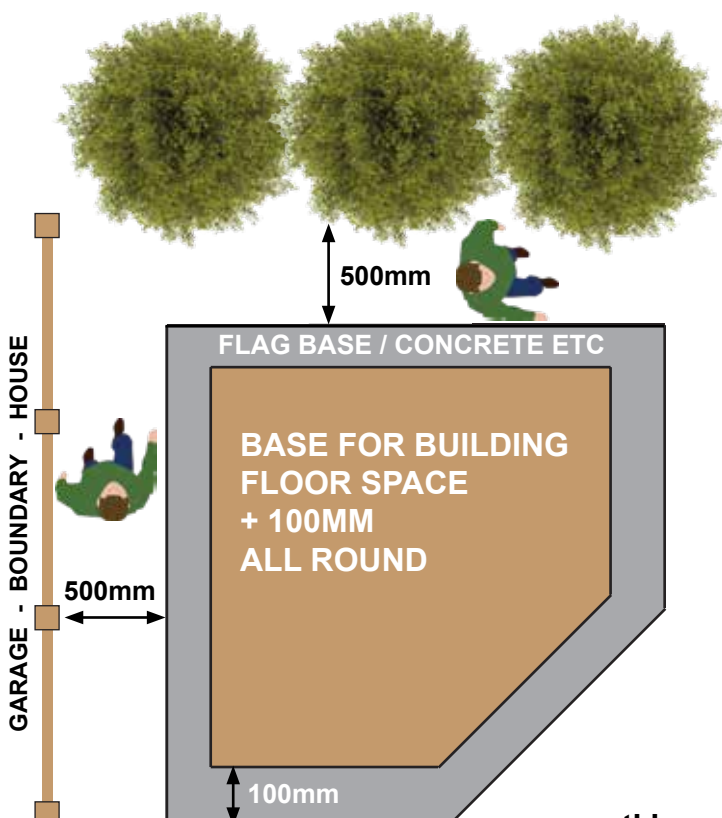 500mm
FLAG BASE / CONCRETE ETC
GARAGE - BOUNDARY - HOUSE
BASE FOR BUILDING
FLOOR SPACE
+ 100MM
ALL ROUND
500mm
100mm